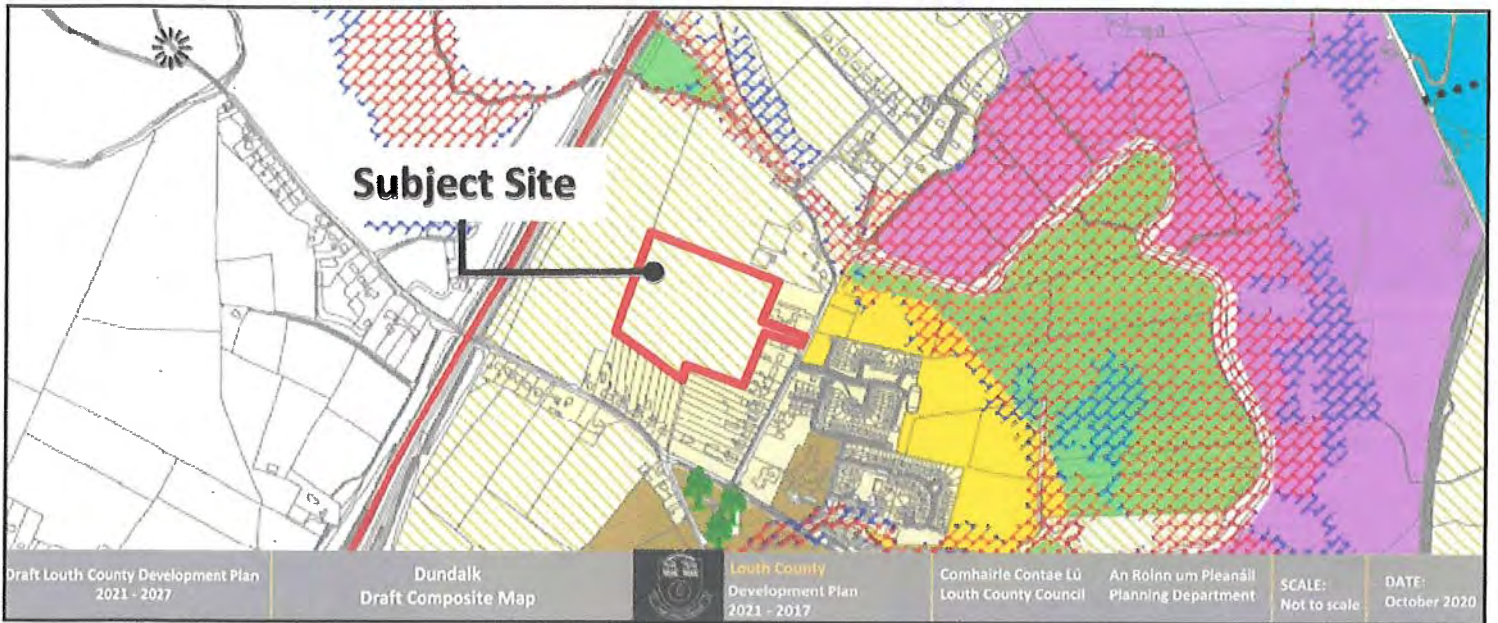 Subject Site
Draft Louth County Development Plan
2021 - 2027
Dundalk
Draft Composite Map
Louth County
Development Plan
2021 - 2017
Comhairle Contae Lú
Louth County Council
An Roinn um Pleanáil
Planning Department
SCALE:
Not to scale
DATE:
October 2020